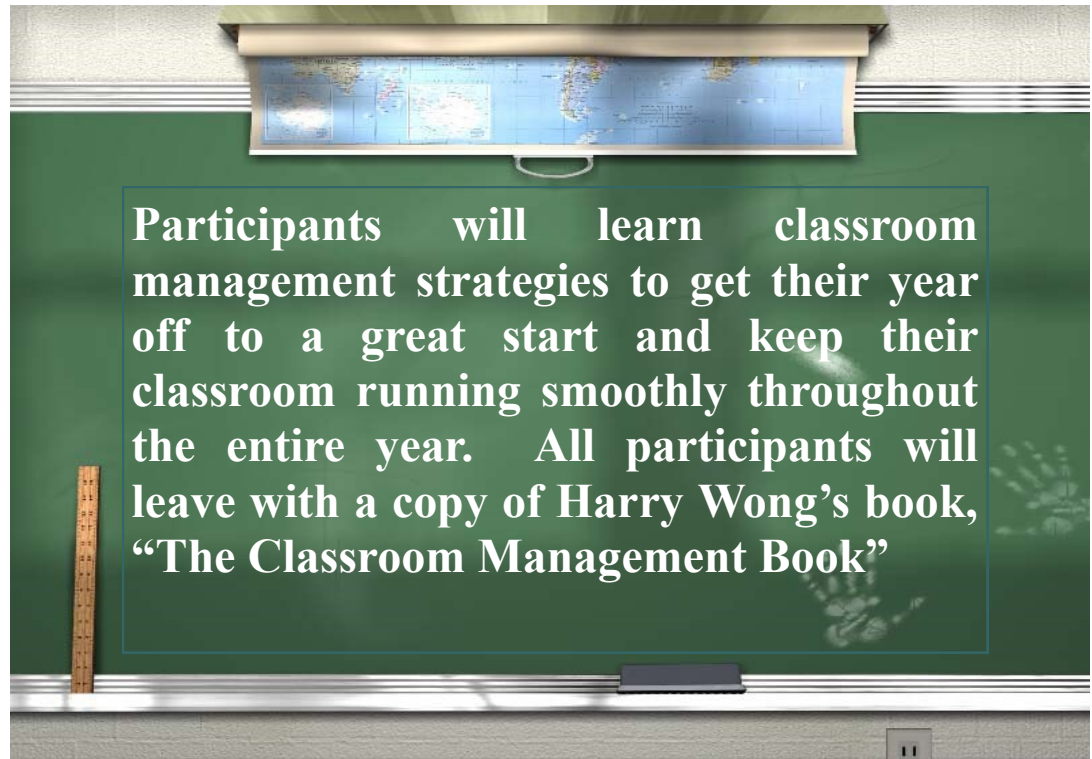 Participants will learn classroom
management strategies to get their year
off to a great start and keep their
classroom running smoothly throughout
the entire year. All participants will
leave with a copy of Harry Wong’s book,
“The Classroom Management Book”